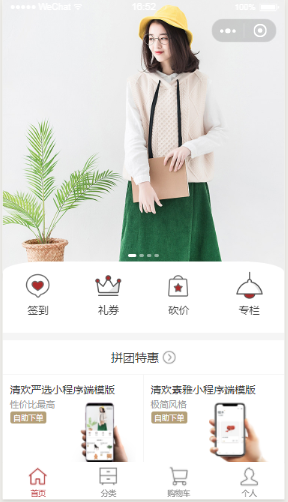 WeChat
16:52
100%
签到
礼券
砍价
专栏
拼团特惠
清欢严选小程序端模版
性价比最高
自助下单
清欢素雅小程序端模版
极简风格
自助下单
首页
分类
购物车
个人